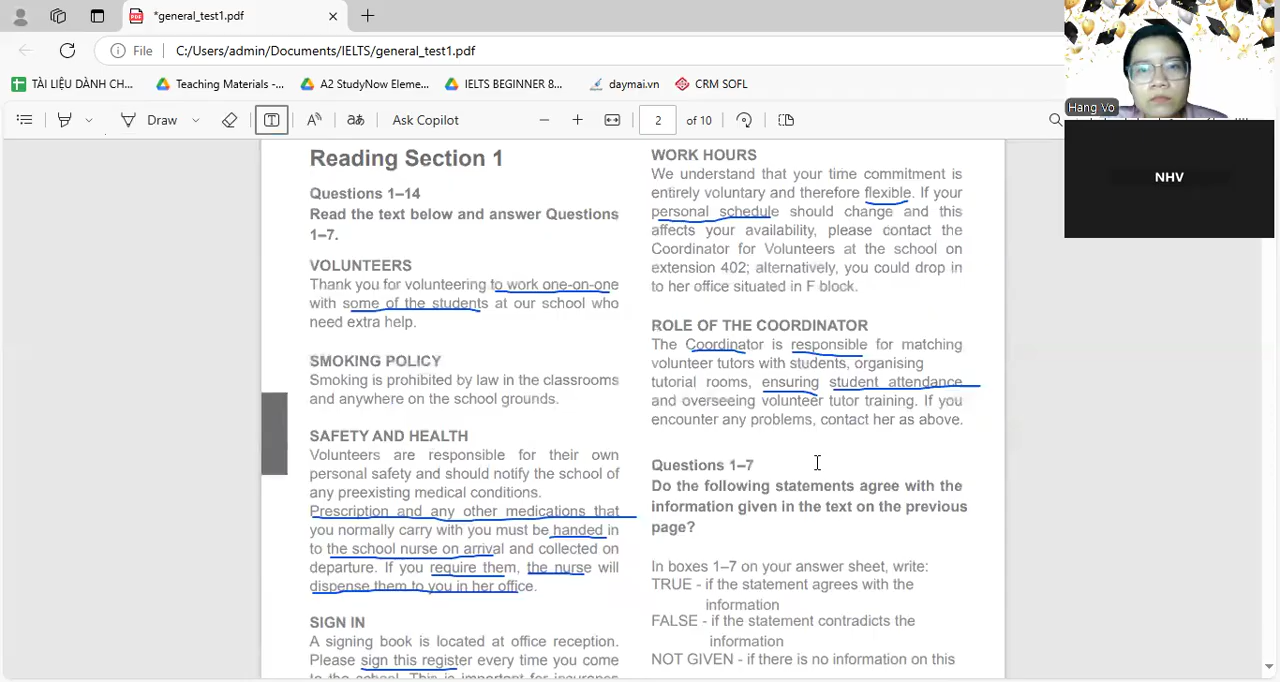 *general_test1.pdf
File C:/Users/admin/Documents/IELTS/general_test1.pdf
TÀI LIỆU DÀNH CH... Teaching Materials -... A2 StudyNow Eleme... IELTS BEGINNER 8... daymai.vn CRM SOFL
Draw Ask Copilot 2 of 10
Hang Vo
NHV
Reading Section 1
Questions 1–14
Read the text below and answer Questions
1–7.
VOLUNTEERS
Thank you for volunteering to work one-on-one
with some of the students at our school who
need extra help.
SMOKING POLICY
Smoking is prohibited by law in the classrooms
and anywhere on the school grounds.
SAFETY AND HEALTH
Volunteers are responsible for their own
personal safety and should notify the school of
any preexisting medical conditions.
Prescription and any other medications that
you normally carry with you must be handed in
to the school nurse on arrival and collected on
departure. If you require them, the nurse will
dispense them to you in her office.
SIGN IN
A signing book is located at office reception.
Please sign this register every time you come
to the school. This is important for insurance
WORK HOURS
We understand that your time commitment is
entirely voluntary and therefore flexible. If your
personal schedule should change and this
affects your availability, please contact the
Coordinator for Volunteers at the school on
extension 402; alternatively, you could drop in
to her office situated in F block.
ROLE OF THE COORDINATOR
The Coordinator is responsible for matching
volunteer tutors with students, organising
tutorial rooms, ensuring student attendance
and overseeing volunteer tutor training. If you
encounter any problems, contact her as above.
Questions 1–7
Do the following statements agree with the
information given in the text on the previous
page?
In boxes 1–7 on your answer sheet, write:
TRUE - if the statement agrees with the
information
FALSE - if the statement contradicts the
information
NOT GIVEN - if there is no information on this